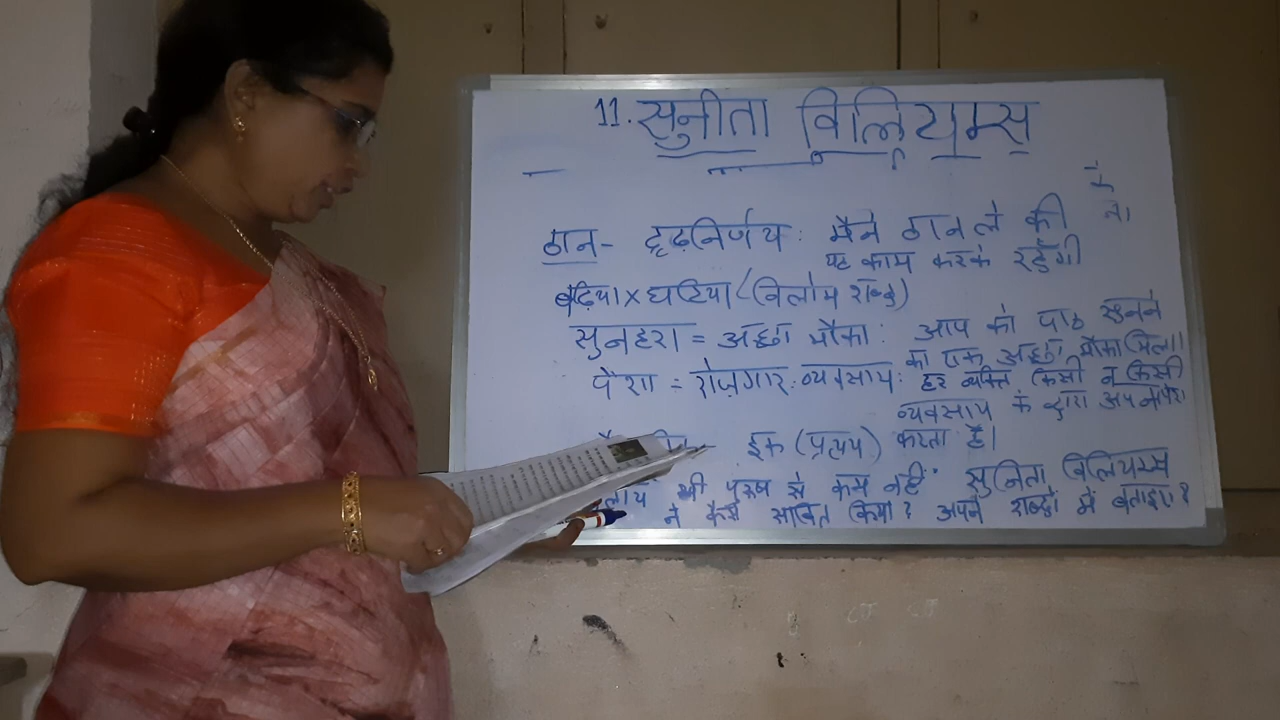 11. सुनीता विलियम्स
ठान - दृढ़निर्णय : मैने ठान ले की
यह काम करके रहूँगी
बढ़िया × घटिया (विलोम शब्द)
सुनहरा = अच्छा मौका : आप को पाठ सुनने
का एक अच्छा मौका मिला।
पेशा = रोज़गार : व्यवसाय : हर व्यक्ति किसी न किसी
व्यवसाय के द्वारा अपना पेशा
इक (प्रत्यय) करता है।
भी पुरुष से कम नहीं सुनिता विलियम्स
ने कैसे साबित किया? अपने शब्दों में बताइए?